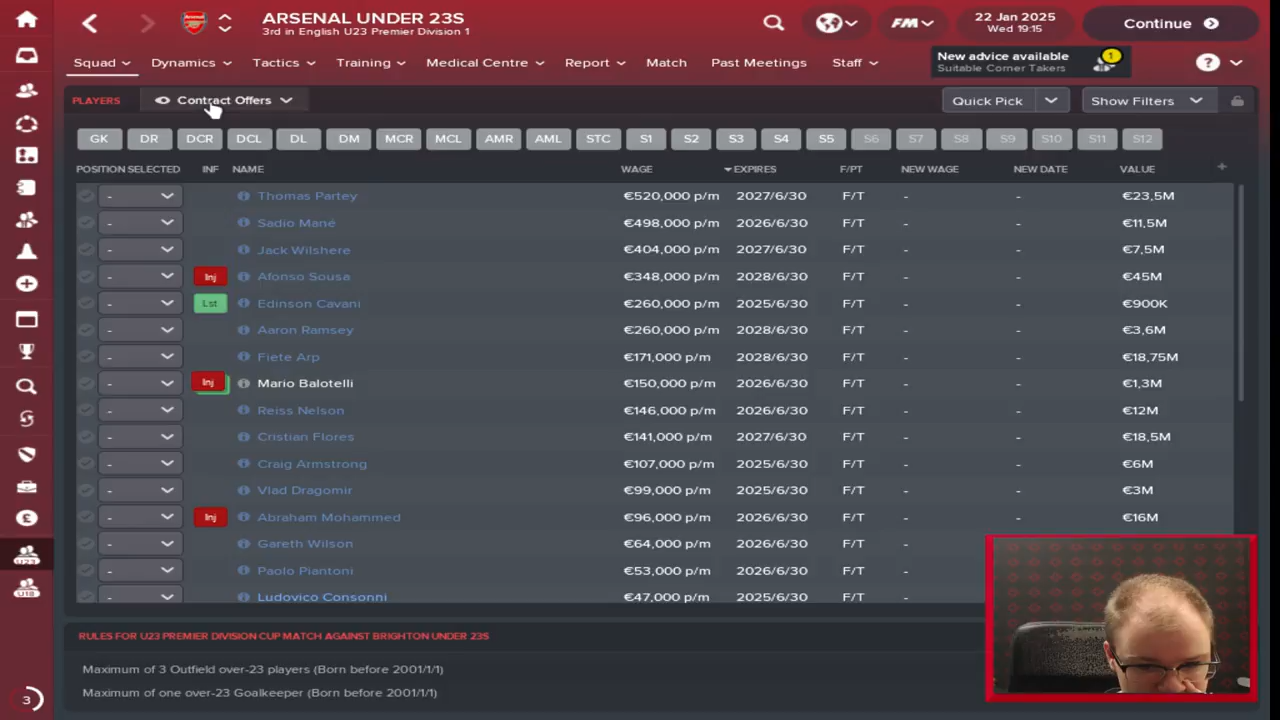 ARSENAL UNDER 23S
3rd in English U23 Premier Division 1
FM
22 Jan 2025
Wed 19:15
Continue
Squad Dynamics Tactics Training Medical Centre Report Match Past Meetings Staff
New advice available
Suitable Corner Takers
1
?
PLAYERS Contract Offers Quick Pick Show Filters
GK DR DCR DCL DL DM MCR MCL AMR AML STC S1 S2 S3 S4 S5 S6 S7 S8 S9 S10 S11 S12
POSITION SELECTED INF NAME WAGE EXPIRES F/PT NEW WAGE NEW DATE VALUE +
- Thomas Partey €520,000 p/m 2027/6/30 F/T - - €23,5M
- Sadio Mané €498,000 p/m 2026/6/30 F/T - - €11,5M
- Jack Wilshere €404,000 p/m 2027/6/30 F/T - - €7,5M
- Inj Afonso Sousa €348,000 p/m 2028/6/30 F/T - - €45M
- Lst Edinson Cavani €260,000 p/m 2025/6/30 F/T - - €900K
- Aaron Ramsey €260,000 p/m 2028/6/30 F/T - - €3,6M
- Fiete Arp €171,000 p/m 2028/6/30 F/T - - €18,75M
- Inj Mario Balotelli €150,000 p/m 2026/6/30 F/T - - €1,3M
- Reiss Nelson €146,000 p/m 2026/6/30 F/T - - €12M
- Cristian Flores €141,000 p/m 2027/6/30 F/T - - €18,5M
- Craig Armstrong €107,000 p/m 2025/6/30 F/T - - €6M
- Vlad Dragomir €99,000 p/m 2025/6/30 F/T - - €3M
- Inj Abraham Mohammed €96,000 p/m 2026/6/30 F/T - - €16M
- Gareth Wilson €64,000 p/m 2026/6/30 F/T -
- Paolo Piantoni €53,000 p/m 2026/6/30 F/T -
- Ludovico Consonni €47,000 p/m 2025/6/30 F/T -
U23
U18
RULES FOR U23 PREMIER DIVISION CUP MATCH AGAINST BRIGHTON UNDER 23S
Maximum of 3 Outfield over-23 players (Born before 2001/1/1)
Maximum of one over-23 Goalkeeper (Born before 2001/1/1)
3